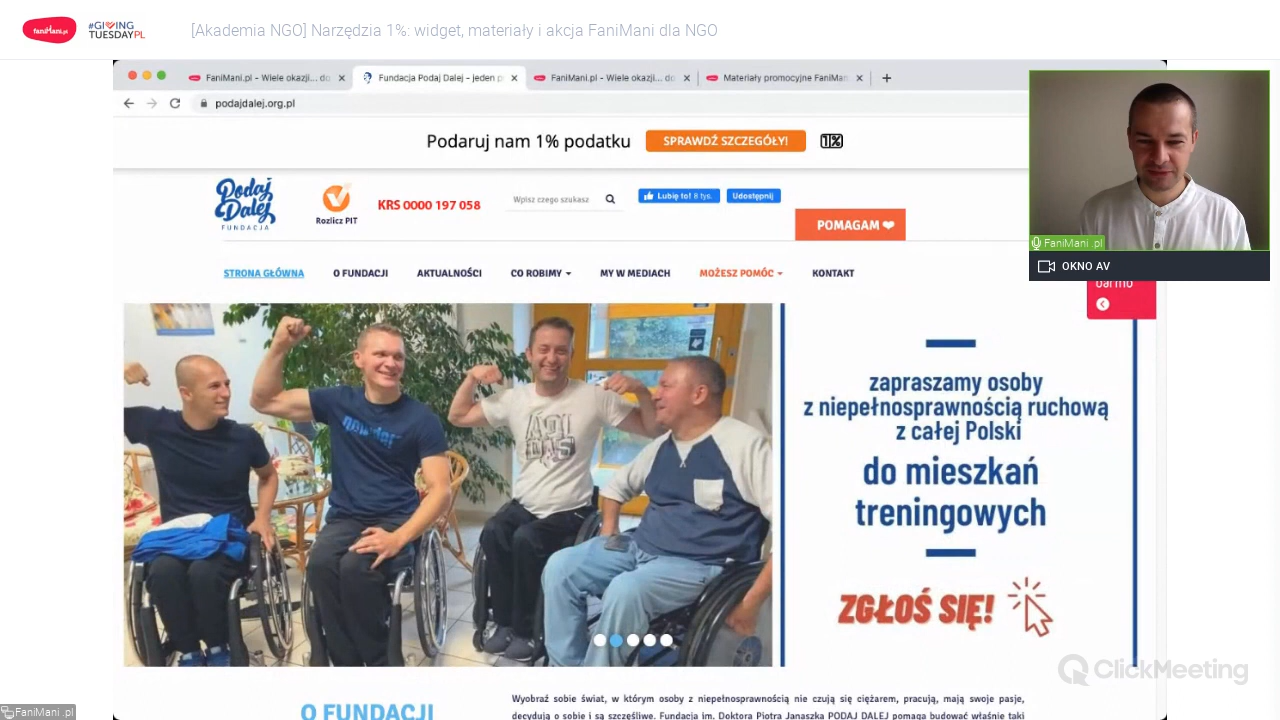 faniMani.pl
#GIVING
TUESDAYPL
[Akademia NGO] Narzędzia 1%: widget, materiały i akcja FaniMani dla NGO
FaniMani.pl – Wiele okazji... do
Fundacja Podaj Dalej – jeden p
FaniMani.pl – Wiele okazji... do
Materiały promocyjne FaniMan
podajdalej.org.pl
Podaruj nam 1% podatku
SPRAWDŹ SZCZEGÓŁY!
1%
Podaj
Dalej
FUNDACJA
Rozlicz PIT
KRS 0000 197 058
Wpisz czego szukasz
Lubię to! 8 tys.
Udostępnij
POMAGAM
FaniMani .pl
OKNO AV
STRONA GŁÓWNA
O FUNDACJI
AKTUALNOŚCI
CO ROBIMY
MY W MEDIACH
MOŻESZ POMÓC
KONTAKT
zapraszamy osoby
z niepełnosprawnością ruchową
z całej Polski
do mieszkań
treningowych
ZGŁOŚ SIĘ!
ClickMeeting
O FUNDACJI
Wyobraź sobie świat, w którym osoby z niepełnosprawnością nie czują się ciężarem, pracują, mają swoje pasje,
decydują o sobie i są szczęśliwe. Fundacja im. Doktora Piotra Janaszka PODAJ DALEJ pomaga budować właśnie taki
FaniMani .pl